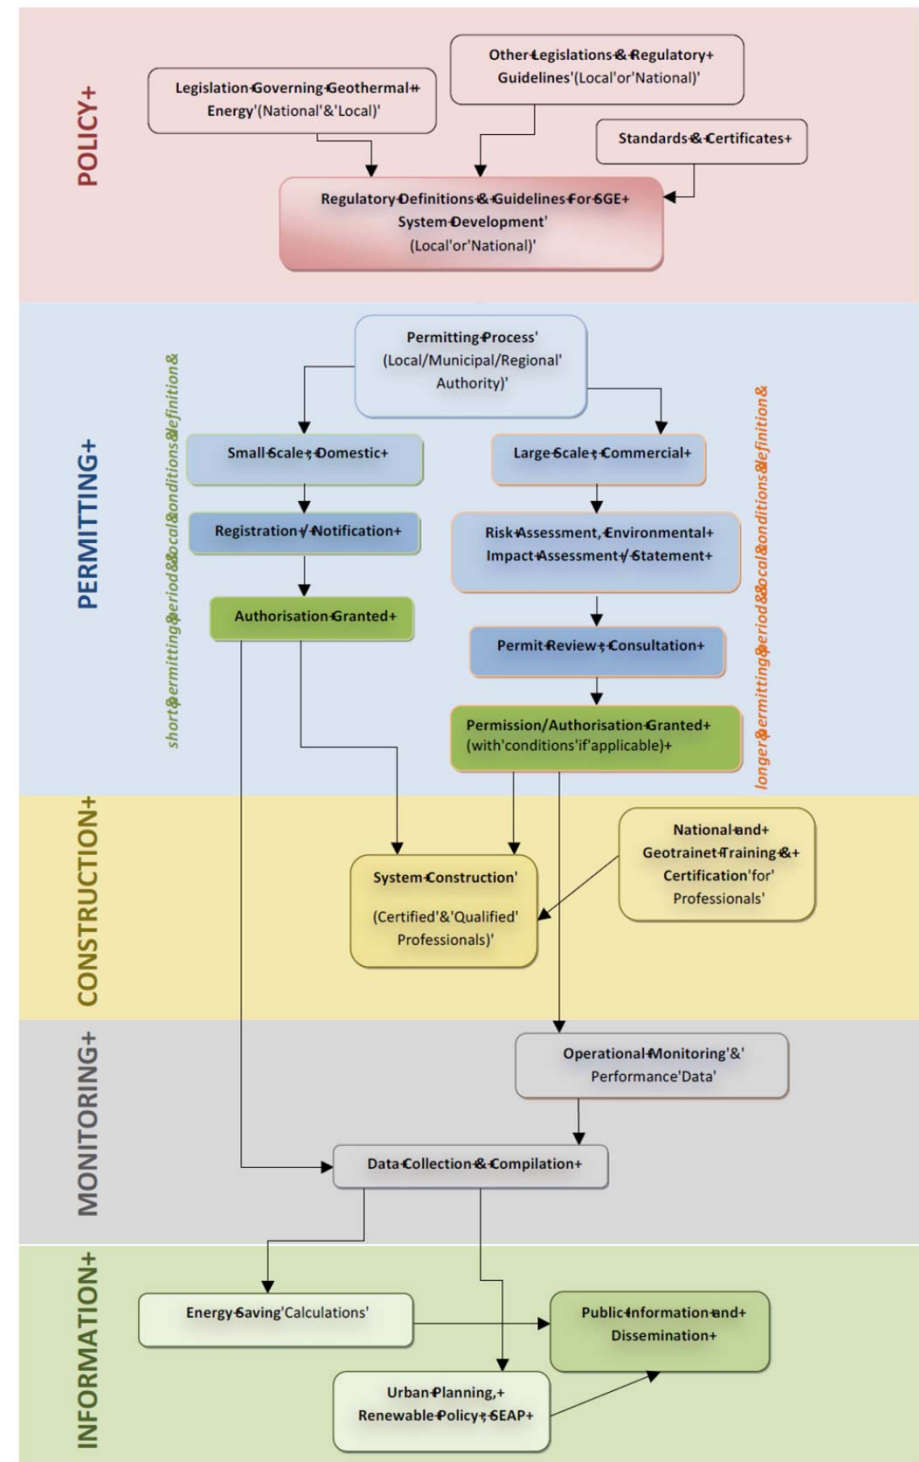 POLICY+
Other+Legislations+&+Regulatory+
Guidelines'(Local'or'National)'
Legislation+Governing+Geothermal++
Energy'(National'&'Local)'
Standards+&+Certificates+
Regulatory+Definitions+&+Guidelines+For+SGE+
System+Development'
(Local'or'National)'
PERMITTING+
short&permitting&period&&local&conditions&definition&
Permitting+Process'
(Local/Municipal/Regional'
Authority)'
longer&permitting&period&&local&conditions&definition&
Small+Scale+;+Domestic+
Large+Scale+;+Commercial+
Registration+/+Notification+
Risk+Assessment,+Environmental+
Impact+Assessment+/+Statement+
Authorisation+Granted+
Permit+Review+;+Consultation+
Permission/Authorisation+Granted+
(with'conditions'if'applicable)+
CONSTRUCTION+
National+and+
Geotrainet+Training+&+
Certification'for'
Professionals'
System+Construction'
(Certified'&'Qualified'
Professionals)'
MONITORING+
Operational+Monitoring'&'
Performance'Data'
Data+Collection+&+Compilation+
INFORMATION+
Energy+Saving'Calculations'
Public+Information+and+
Dissemination+
Urban+Planning,+
Renewable+Policy+;+SEAP+